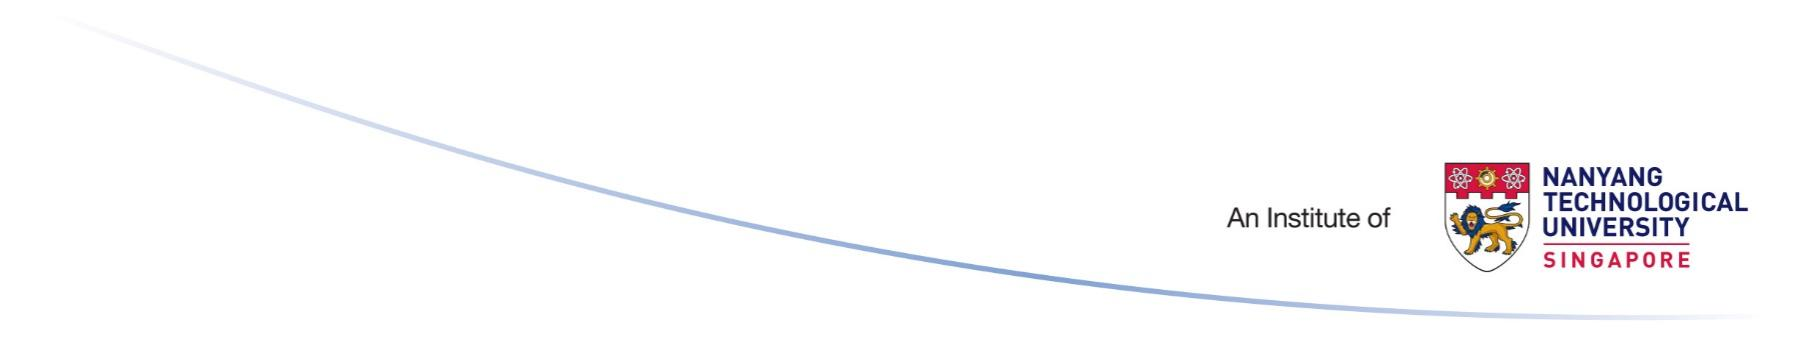 An Institute of
NANYANG
TECHNOLOGICAL
UNIVERSITY
SINGAPORE